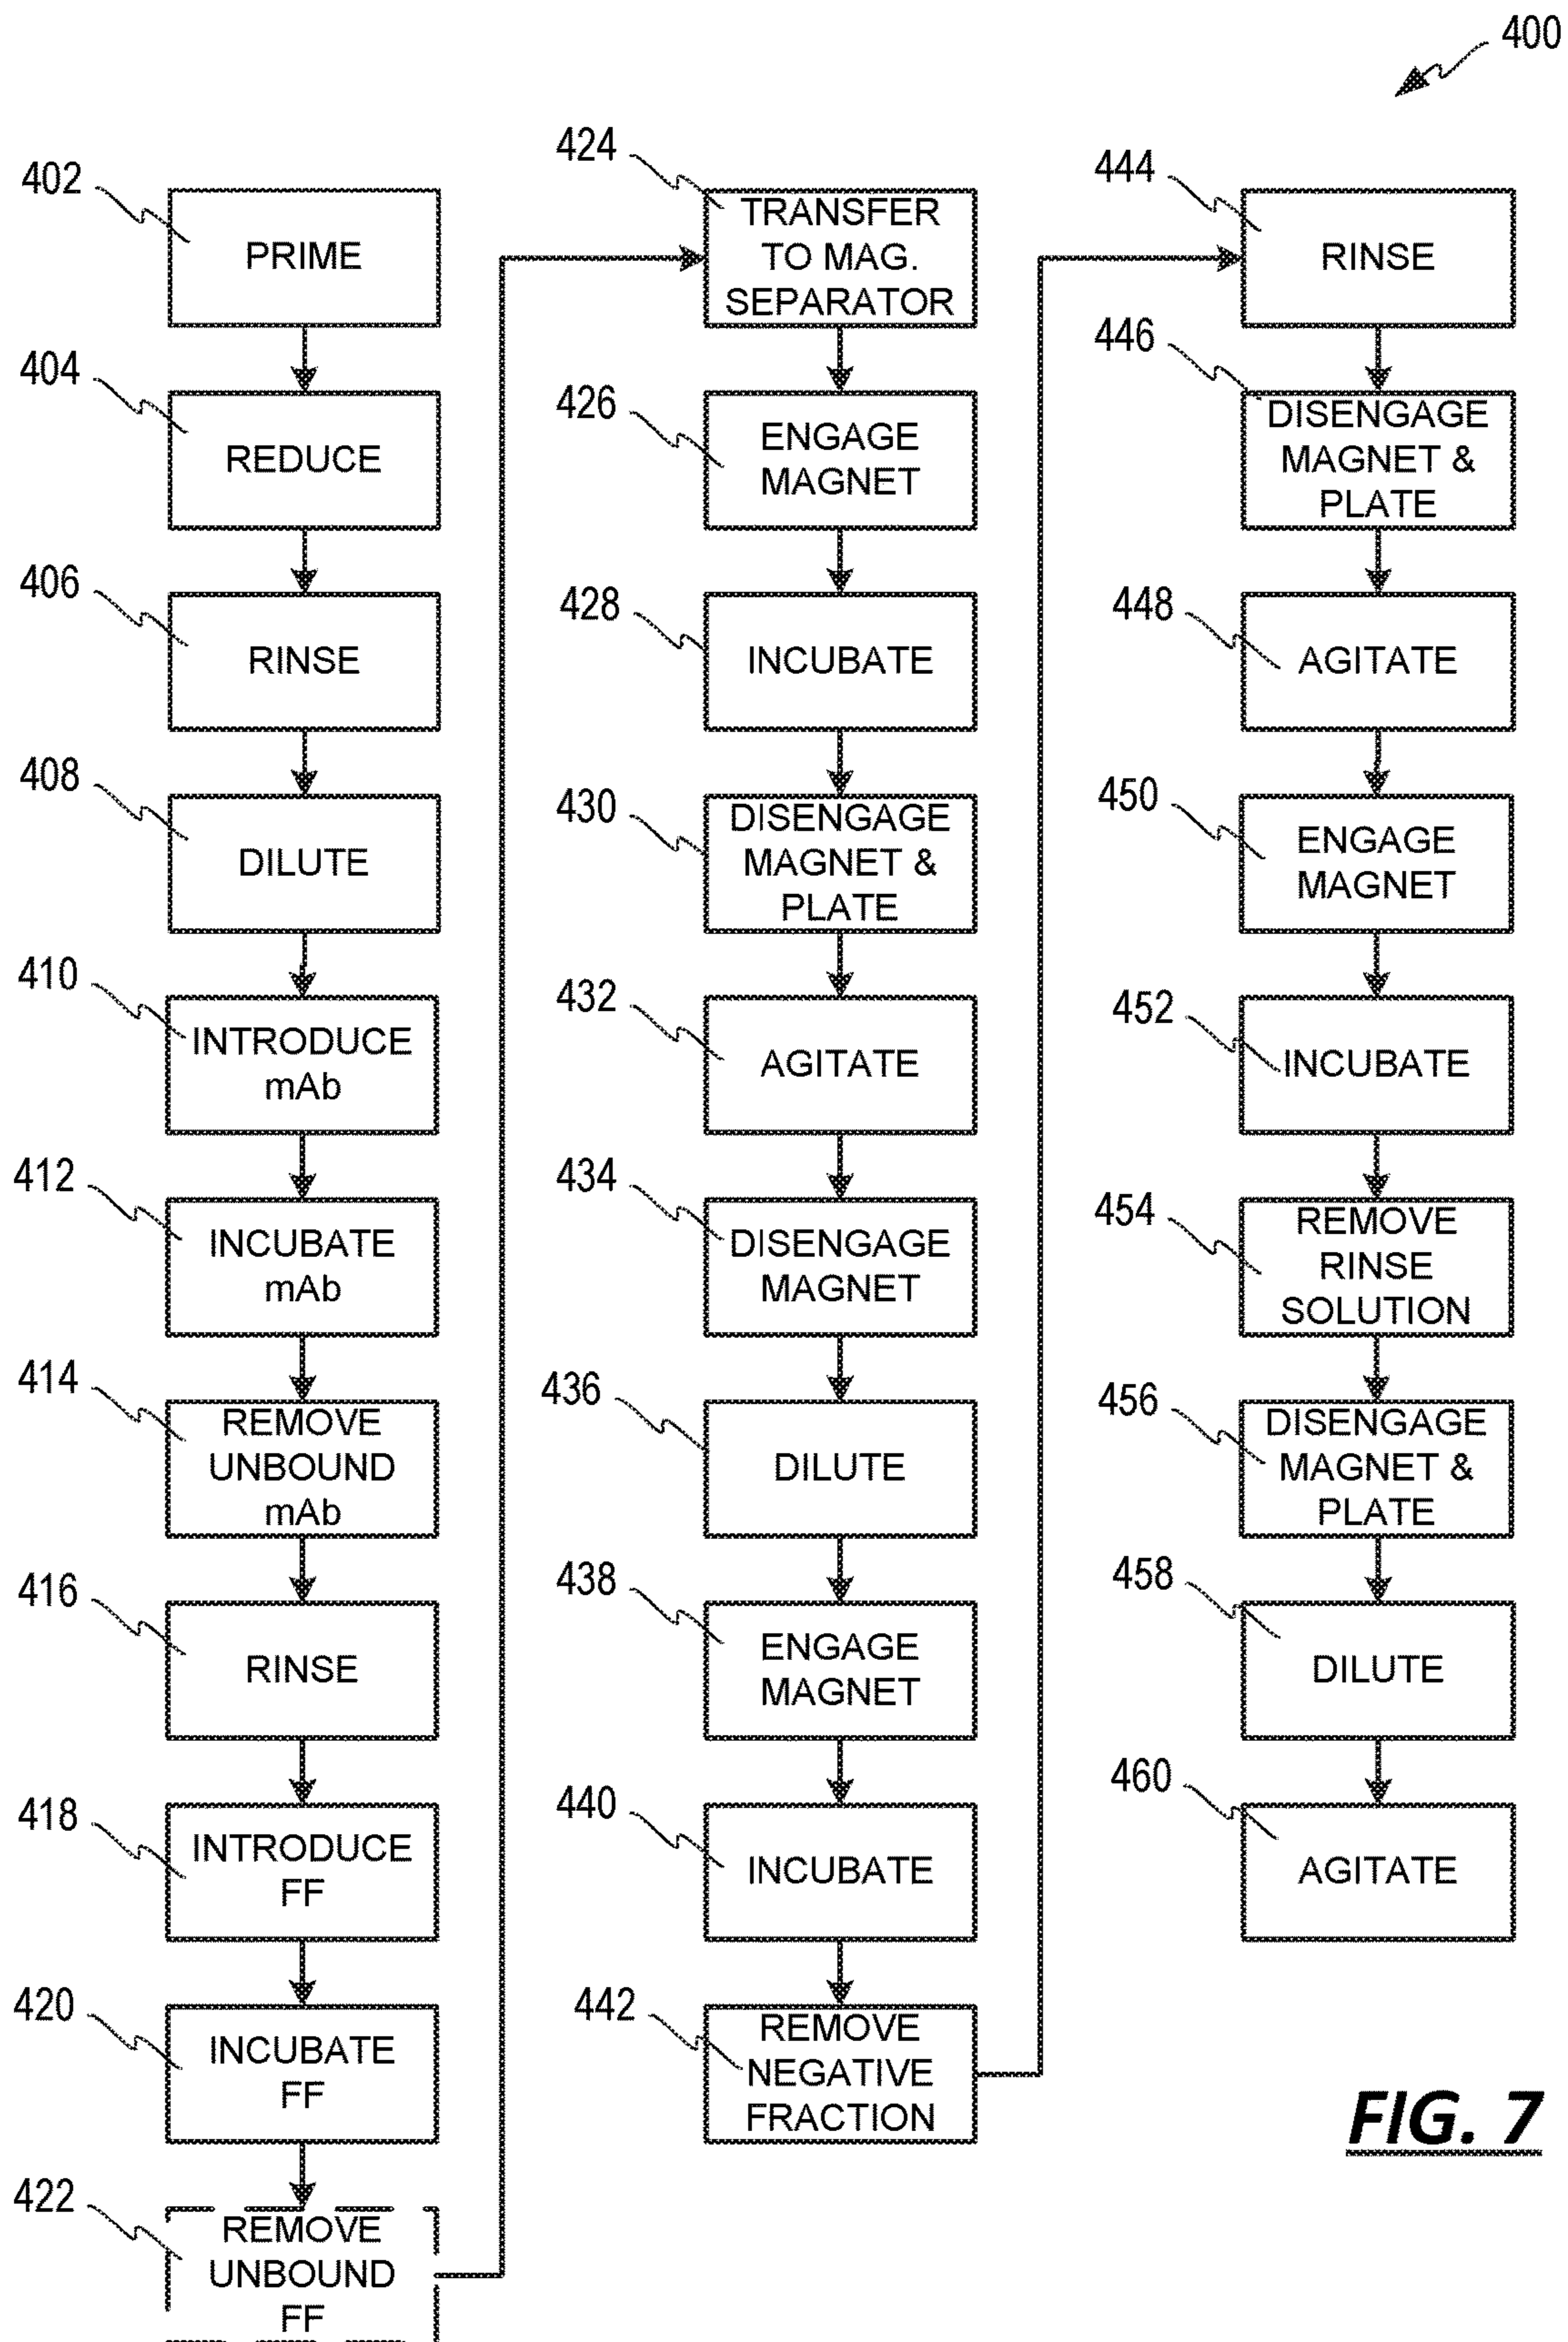 400
402
PRIME
404
REDUCE
406
RINSE
408
DILUTE
410
INTRODUCE
mAb
412
INCUBATE
mAb
414
REMOVE
UNBOUND
mAb
416
RINSE
418
INTRODUCE
FF
420
INCUBATE
FF
422
REMOVE
UNBOUND
FF
424
TRANSFER
TO MAG.
SEPARATOR
426
ENGAGE
MAGNET
428
INCUBATE
430
DISENGAGE
MAGNET &
PLATE
432
AGITATE
434
DISENGAGE
MAGNET
436
DILUTE
438
ENGAGE
MAGNET
440
INCUBATE
442
REMOVE
NEGATIVE
FRACTION
444
RINSE
446
DISENGAGE
MAGNET &
PLATE
448
AGITATE
450
ENGAGE
MAGNET
452
INCUBATE
454
REMOVE
RINSE
SOLUTION
456
DISENGAGE
MAGNET &
PLATE
458
DILUTE
460
AGITATE
FIG. 7